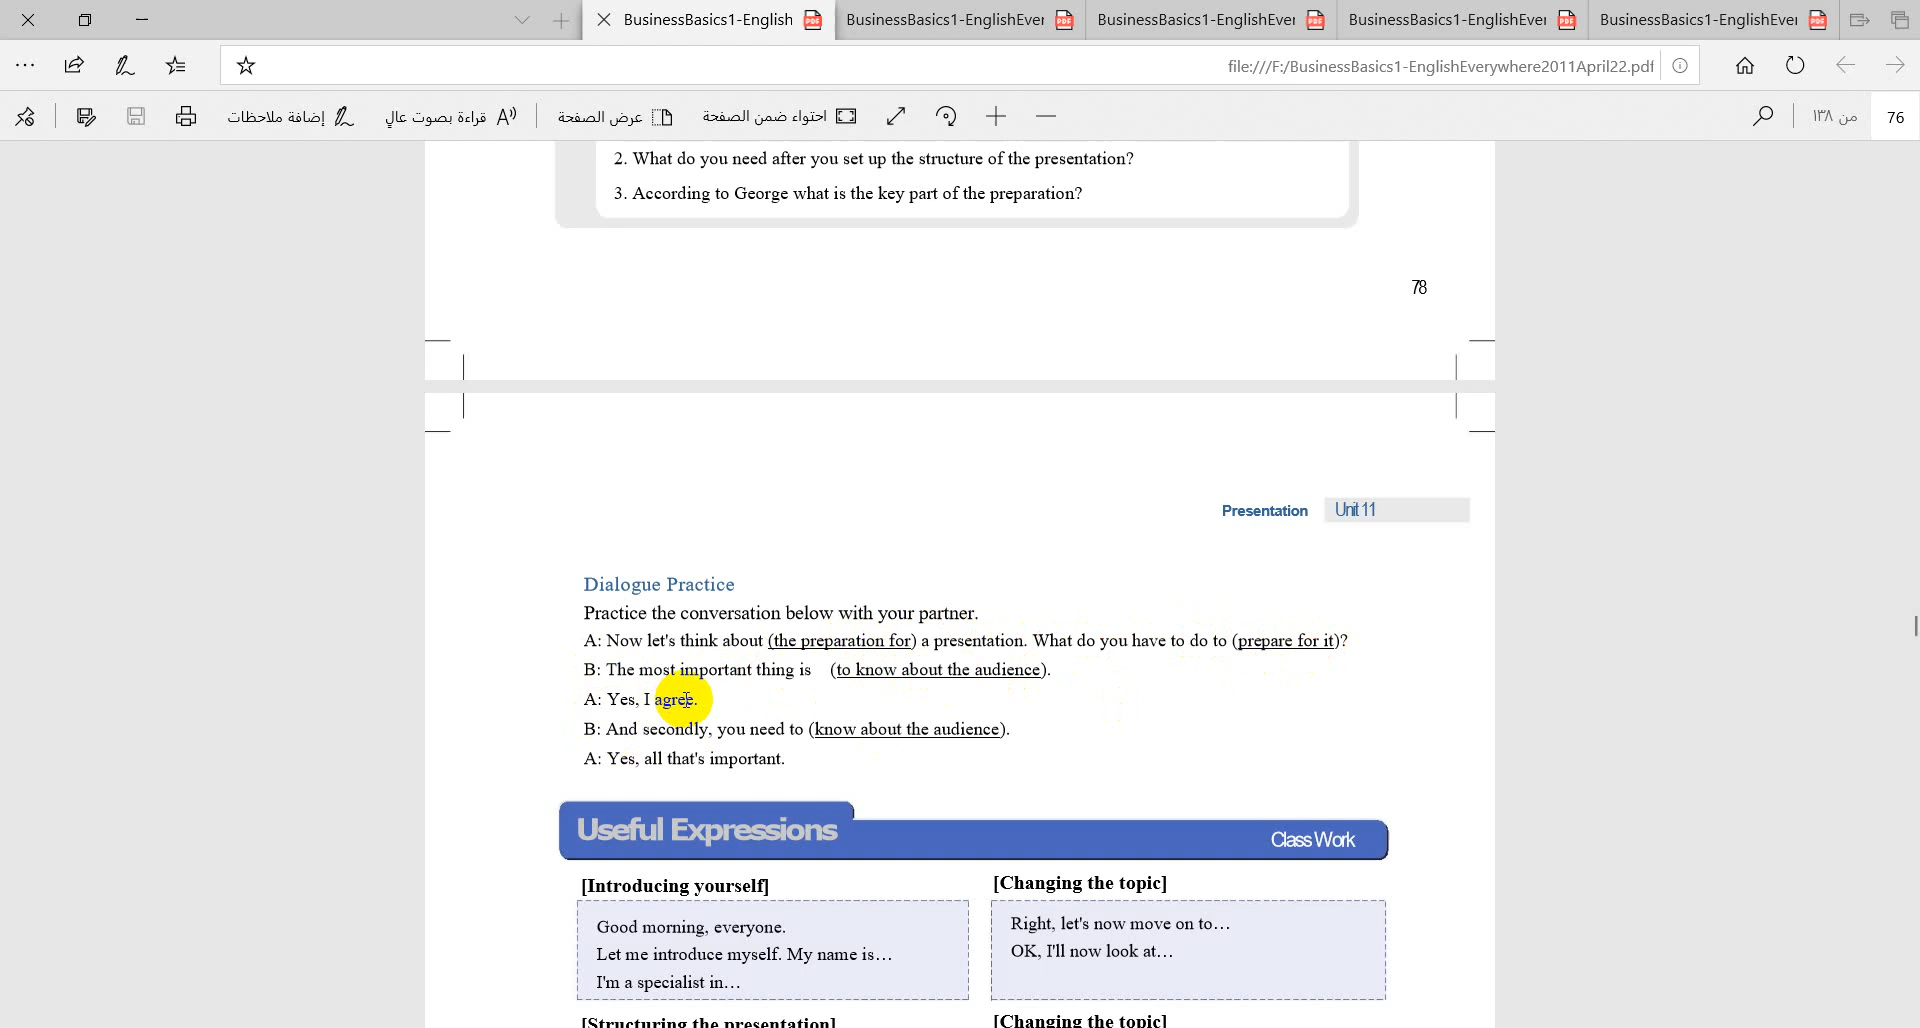 BusinessBasics1-English
BusinessBasics1-EnglishEver
BusinessBasics1-EnglishEver
BusinessBasics1-EnglishEver
BusinessBasics1-EnglishEver
file:///F:/BusinessBasics1-EnglishEverywhere2011April22.pdf
إضافة ملاحظات
قراءة بصوت عالٍ
عرض الصفحة
احتواء ضمن الصفحة
من ١٣٨
76
2. What do you need after you set up the structure of the presentation?
3. According to George what is the key part of the preparation?
78
Presentation Unit 11
Dialogue Practice
Practice the conversation below with your partner.
A: Now let's think about (the preparation for) a presentation. What do you have to do to (prepare for it)?
B: The most important thing is (to know about the audience).
A: Yes, I agree.
B: And secondly, you need to (know about the audience).
A: Yes, all that's important.
Useful Expressions
Class Work
[Introducing yourself]
Good morning, everyone.
Let me introduce myself. My name is…
I'm a specialist in…
[Changing the topic]
Right, let's now move on to…
OK, I'll now look at…
[Structuring the presentation]
[Changing the topic]